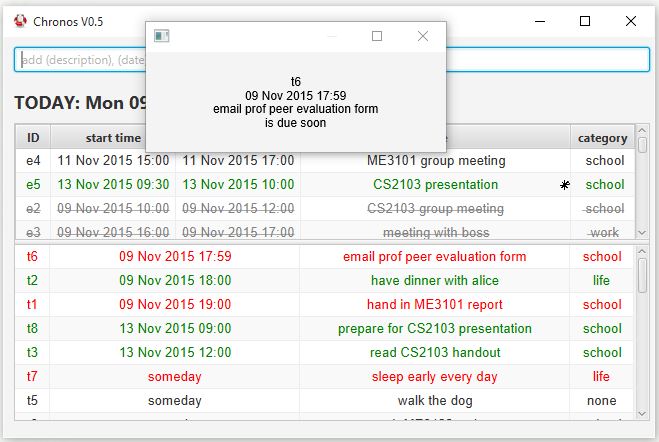 Chronos V0.5
add (description), (date
t6
09 Nov 2015 17:59
email prof peer evaluation form
is due soon
TODAY: Mon 09
ID start time category
e4 11 Nov 2015 15:00 11 Nov 2015 17:00 ME3101 group meeting school
e5 13 Nov 2015 09:30 13 Nov 2015 10:00 CS2103 presentation * school
e2 09 Nov 2015 10:00 09 Nov 2015 12:00 CS2103 group meeting school
e3 09 Nov 2015 16:00 09 Nov 2015 17:00 meeting with boss work
t6 09 Nov 2015 17:59 email prof peer evaluation form school
t2 09 Nov 2015 18:00 have dinner with alice life
t1 09 Nov 2015 19:00 hand in ME3101 report school
t8 13 Nov 2015 09:00 prepare for CS2103 presentation school
t3 13 Nov 2015 12:00 read CS2103 handout school
t7 someday sleep early every day life
t5 someday walk the dog none